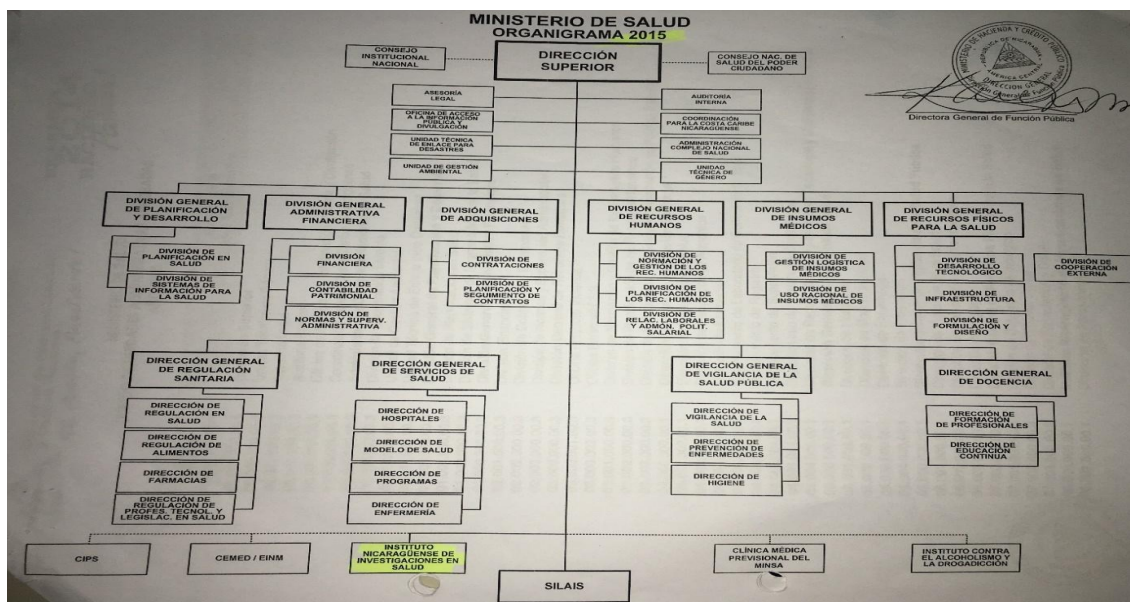 MINISTERIO DE SALUD
ORGANIGRAMA 2015
CONSEJO
INSTITUCIONAL
NACIONAL
DIRECCIÓN
SUPERIOR
CONSEJO NAC. DE
SALUD DEL PODER
CIUDADANO
MINISTERIO DE HACIENDA Y CRÉDITO PÚBLICO
REPÚBLICA DE NICARAGUA
AMÉRICA CENTRAL
DIRECCIÓN GENERAL
Directora General de Función Pública
ASESORÍA
LEGAL
AUDITORÍA
INTERNA
OFICINA DE ACCESO
A LA INFORMACIÓN
PÚBLICA Y
DIVULGACIÓN
COORDINACIÓN
PARA LA COSTA CARIBE
NICARAGÜENSE
UNIDAD TÉCNICA
DE ENLACE PARA
DESASTRES
ADMINISTRACIÓN
COMPLEJO NACIONAL
DE SALUD
UNIDAD DE GESTIÓN
AMBIENTAL
UNIDAD
TÉCNICA DE
GÉNERO
DIVISIÓN GENERAL
DE PLANIFICACIÓN
Y DESARROLLO
DIVISIÓN GENERAL
ADMINISTRATIVA
FINANCIERA
DIVISIÓN GENERAL
DE ADQUISICIONES
DIVISIÓN GENERAL
DE RECURSOS
HUMANOS
DIVISIÓN GENERAL
DE INSUMOS
MÉDICOS
DIVISIÓN GENERAL
DE RECURSOS FÍSICOS
PARA LA SALUD
DIVISIÓN DE
PLANIFICACIÓN EN
SALUD
DIVISIÓN DE
SISTEMAS DE
INFORMACIÓN PARA
LA SALUD
DIVISIÓN
FINANCIERA
DIVISIÓN DE
CONTABILIDAD
PATRIMONIAL
DIVISIÓN DE
NORMAS Y SUPERV.
ADMINISTRATIVA
DIVISIÓN DE
CONTRATACIONES
DIVISIÓN DE
PLANIFICACIÓN Y
SEGUIMIENTO DE
CONTRATOS
DIVISIÓN DE
NORMACIÓN Y
GESTIÓN DE LOS
REC. HUMANOS
DIVISIÓN DE
PLANIFICACIÓN DE
LOS REC. HUMANOS
DIVISIÓN DE
RELAC. LABORALES
Y ADMÓN. POLIT.
SALARIAL
DIVISIÓN DE
GESTIÓN LOGÍSTICA
DE INSUMOS
MÉDICOS
DIVISIÓN DE
USO RACIONAL DE
INSUMOS MÉDICOS
DIVISIÓN DE
DESARROLLO
TECNOLÓGICO
DIVISIÓN DE
INFRAESTRUCTURA
DIVISIÓN DE
FORMULACIÓN Y
DISEÑO
DIVISIÓN DE
COOPERACIÓN
EXTERNA
DIRECCIÓN GENERAL
DE REGULACIÓN
SANITARIA
DIRECCIÓN GENERAL
DE SERVICIOS DE
SALUD
DIRECCIÓN GENERAL
DE VIGILANCIA DE LA
SALUD PÚBLICA
DIRECCIÓN GENERAL
DE DOCENCIA
DIRECCIÓN DE
REGULACIÓN EN
SALUD
DIRECCIÓN DE
REGULACIÓN DE
ALIMENTOS
DIRECCIÓN DE
FARMACIAS
DIRECCIÓN DE
REGULACIÓN DE
PROFES. TECNOL. Y
LEGISLAC. EN SALUD
DIRECCIÓN DE
HOSPITALES
DIRECCIÓN DE
MODELO DE SALUD
DIRECCIÓN DE
PROGRAMAS
DIRECCIÓN DE
ENFERMERÍA
DIRECCIÓN DE
VIGILANCIA DE LA
SALUD
DIRECCIÓN DE
PREVENCIÓN DE
ENFERMEDADES
DIRECCIÓN DE
HIGIENE
DIRECCIÓN DE
FORMACIÓN
DE PROFESIONALES
DIRECCIÓN DE
EDUCACIÓN
CONTINUA
CIPS
CEMED / EINM
INSTITUTO
NICARAGÜENSE DE
INVESTIGACIONES EN
SALUD
SILAIS
CLÍNICA MÉDICA
PREVISIONAL DEL
MINSA
INSTITUTO CONTRA
EL ALCOHOLISMO Y
LA DROGADICCIÓN